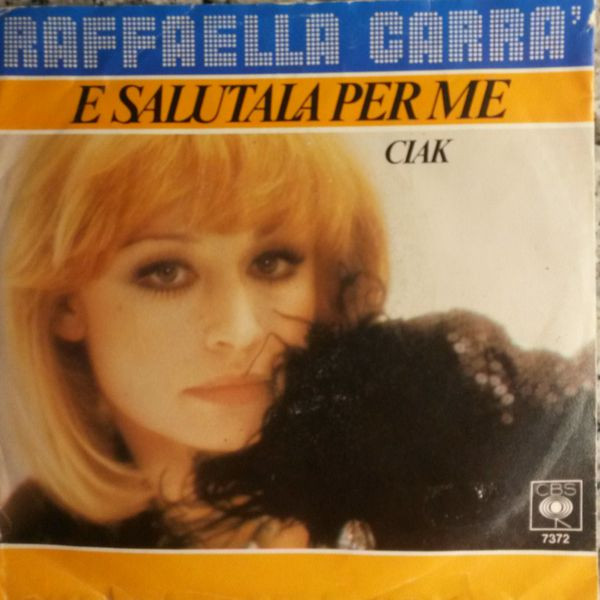 RAFFAELLA CARRA'
E SALUTALA PER ME
CIAK
CBS
7372